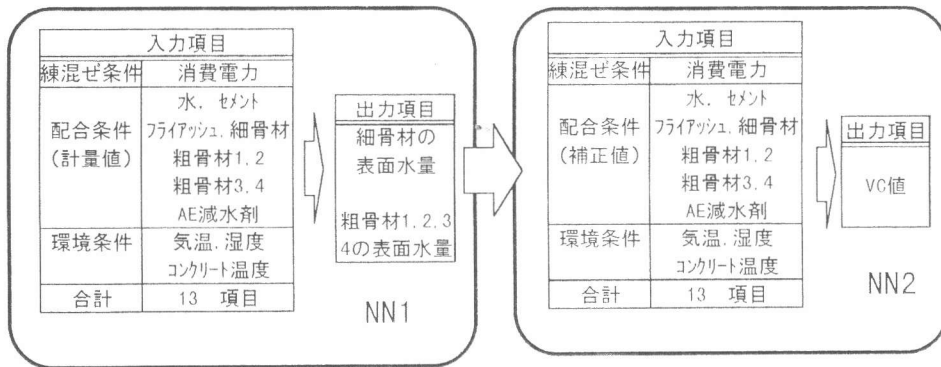 入力項目
練混ぜ条件 消費電力
配合条件
(計量値)
水. セメント
フライアッシュ.細骨材
粗骨材1.2
粗骨材3.4
AE減水剤
環境条件
気温.湿度
コンクリート温度
合計 13 項目
出力項目
細骨材の
表面水量
粗骨材1.2.3
4の表面水量
NN1
入力項目
練混ぜ条件 消費電力
配合条件
(補正値)
水. セメント
フライアッシュ.細骨材
粗骨材1.2
粗骨材3.4
AE減水剤
環境条件
気温.湿度
コンクリート温度
合計 13 項目
出力項目
VC値
NN2